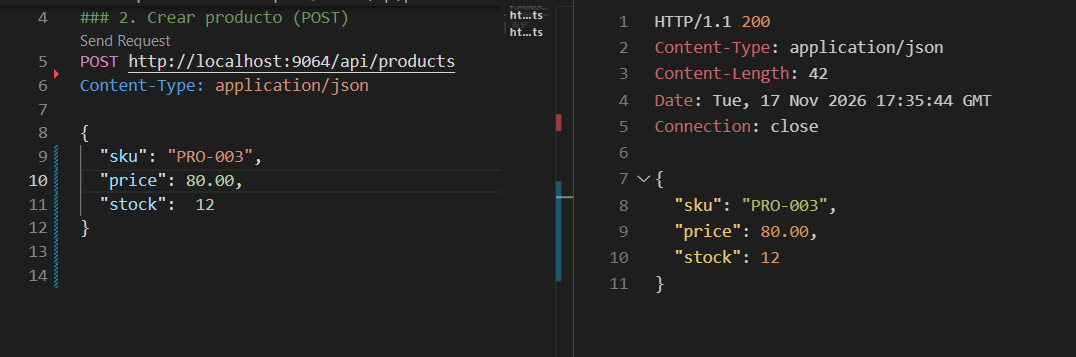 4 ### 2. Crear producto (POST)
Send Request
5 POST http://localhost:9064/api/products
6 Content-Type: application/json
7
8 {
9 "sku": "PRO-003",
10 "price": 80.00,
11 "stock":  12
12 }
13
14
ht...ts
ht...ts
1 HTTP/1.1 200
2 Content-Type: application/json
3 Content-Length: 42
4 Date: Tue, 17 Nov 2026 17:35:44 GMT
5 Connection: close
6
7 {
8 "sku": "PRO-003",
9 "price": 80.00,
10 "stock": 12
11 }